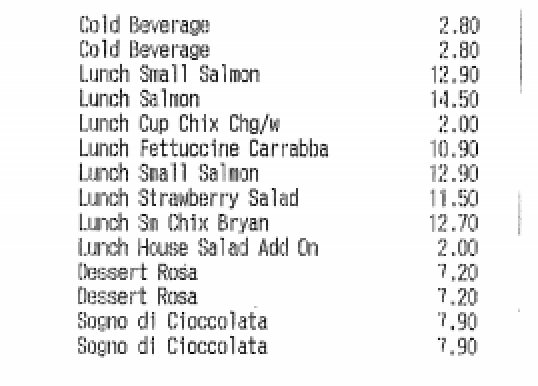 Cold Beverage 2.80
Cold Beverage 2.80
Lunch Small Salmon 12.90
Lunch Salmon 14.50
Lunch Cup Chix Chg/w 2.00
Lunch Fettuccine Carrabba 10.90
Lunch Small Salmon 12.90
Lunch Strawberry Salad 11.50
Lunch Sm Chix Bryan 12.70
Lunch House Salad Add On 2.00
Dessert Rosa 7.20
Dessert Rosa 7.20
Sogno di Cioccolata 7.90
Sogno di Cioccolata 7.90